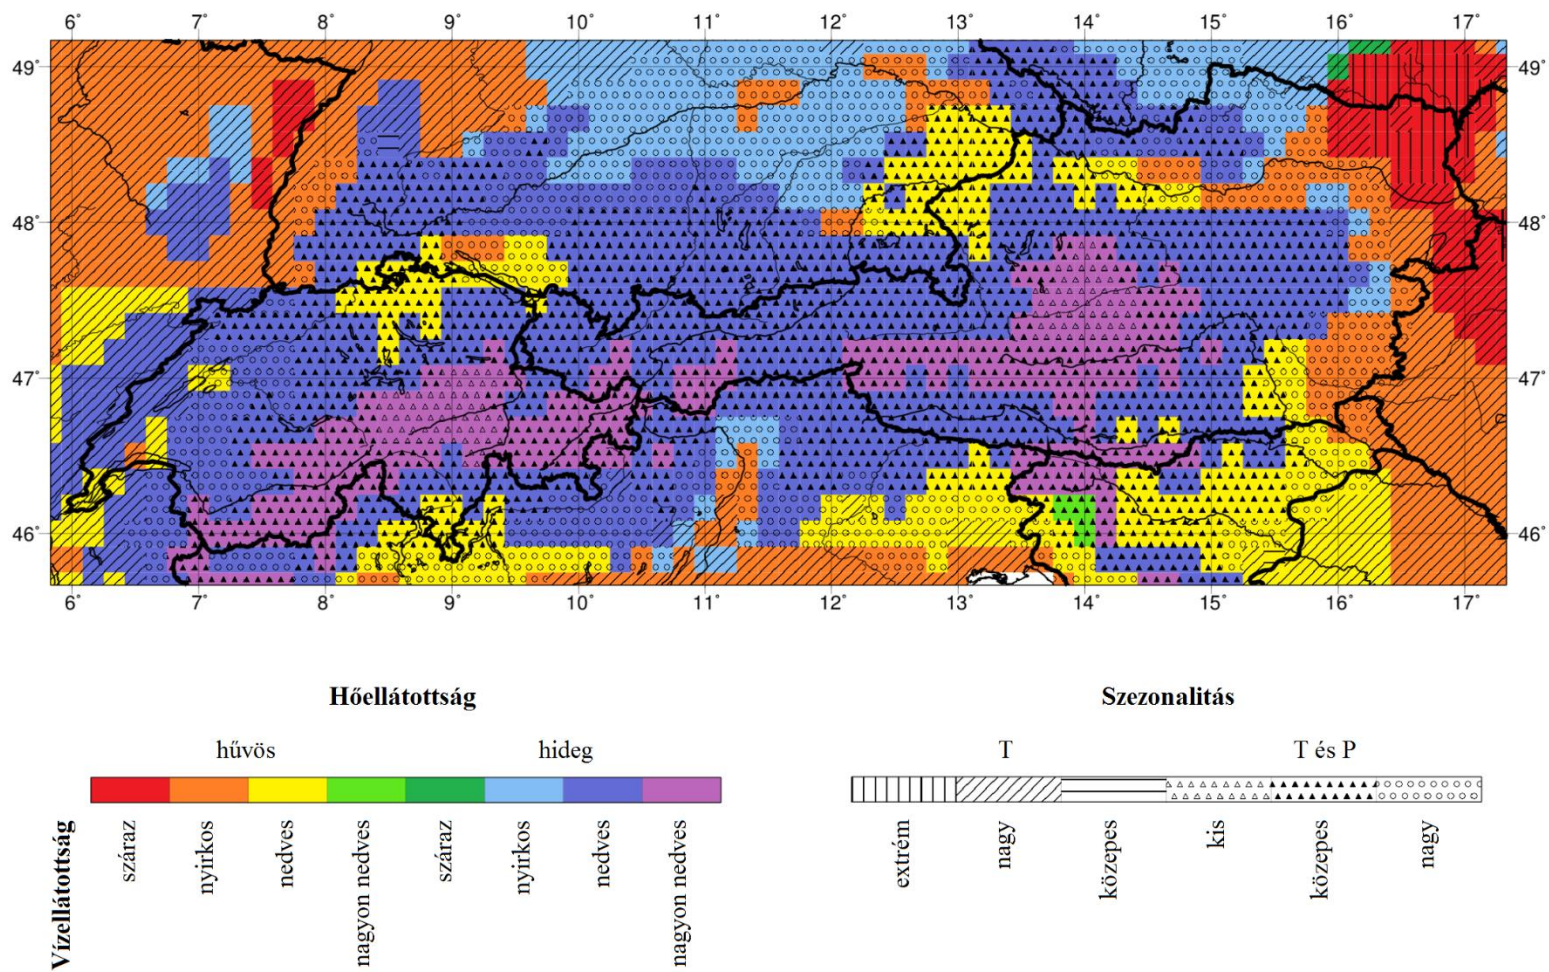 6˚ 7˚ 8˚ 9˚ 10˚ 11˚ 12˚ 13˚ 14˚ 15˚ 16˚ 17˚
49˚ 49˚
48˚ 48˚
47˚ 47˚
46˚ 46˚
6˚ 7˚ 8˚ 9˚ 10˚ 11˚ 12˚ 13˚ 14˚ 15˚ 16˚ 17˚
Hőellátottság
hűvös hideg
Vízellátottság
száraz
nyirkos
nedves
nagyon nedves
száraz
nyirkos
nedves
nagyon nedves
Szezonalitás
T T és P
extrém
nagy
közepes
kis
közepes
nagy